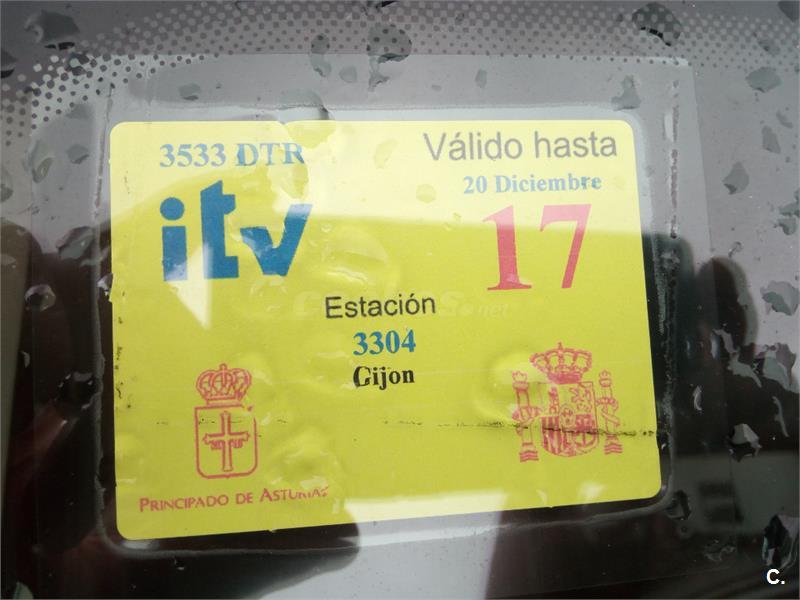 3533 DTR
Válido hasta
20 Diciembre
itv
17
Estación
3304
Gijon
PRINCIPADO DE ASTURIAS
C.